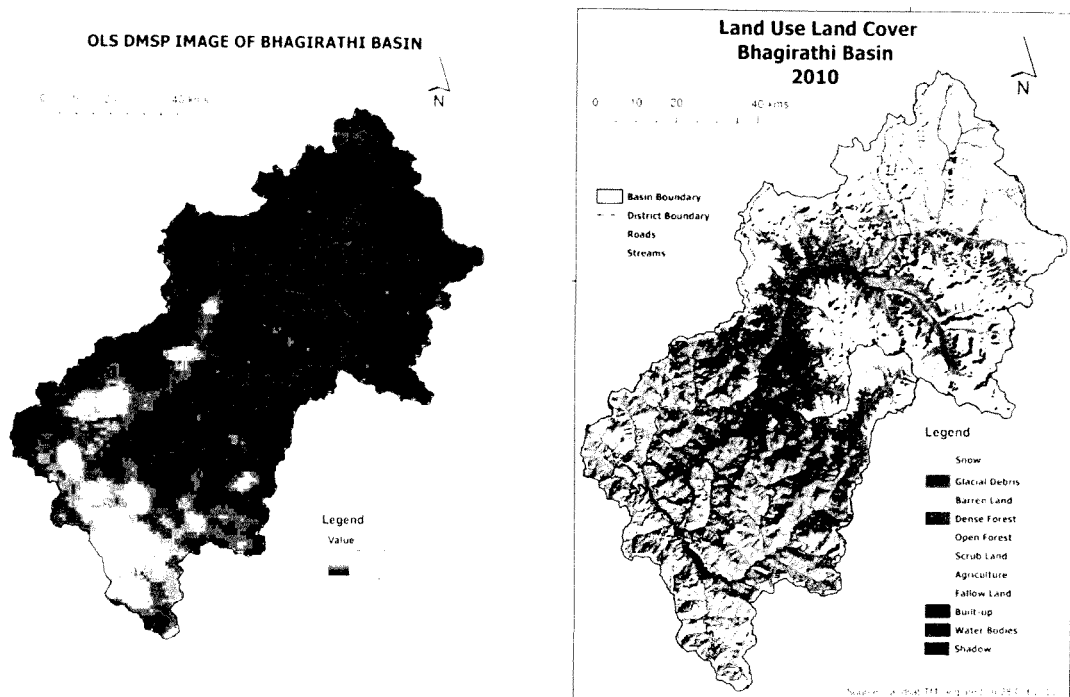 OLS DMSP IMAGE OF BHAGIRATHI BASIN
N
40 kms
Legend
Value
Land Use Land Cover
Bhagirathi Basin
2010
N
0 10 20 40 kms
Basin Boundary
District Boundary
Roads
Streams
Legend
Snow
Glacial Debris
Barren Land
Dense Forest
Open Forest
Scrub Land
Agriculture
Fallow Land
Built-up
Water Bodies
Shadow